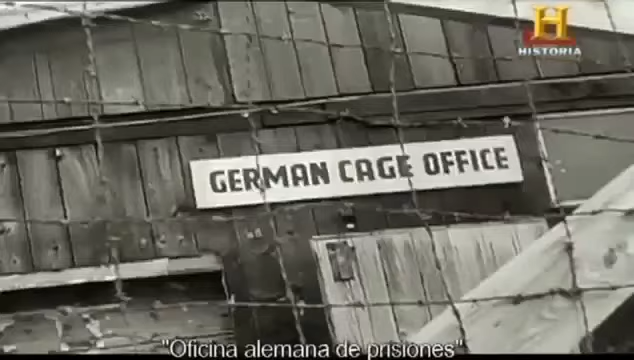 H
HISTORIA
GERMAN CAGE OFFICE
"Oficina alemana de prisiones"